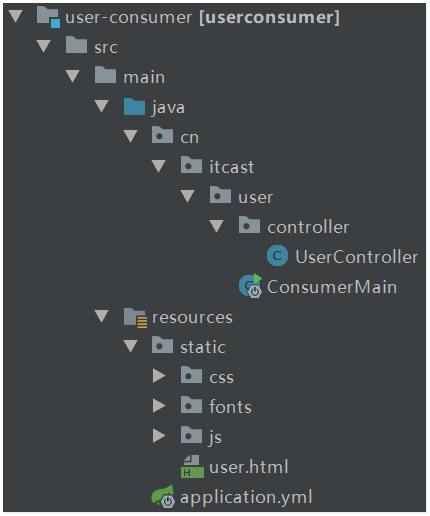 user-consumer [userconsumer]
src
main
java
cn
itcast
user
controller
C UserController
C ConsumerMain
resources
static
css
fonts
js
H user.html
application.yml